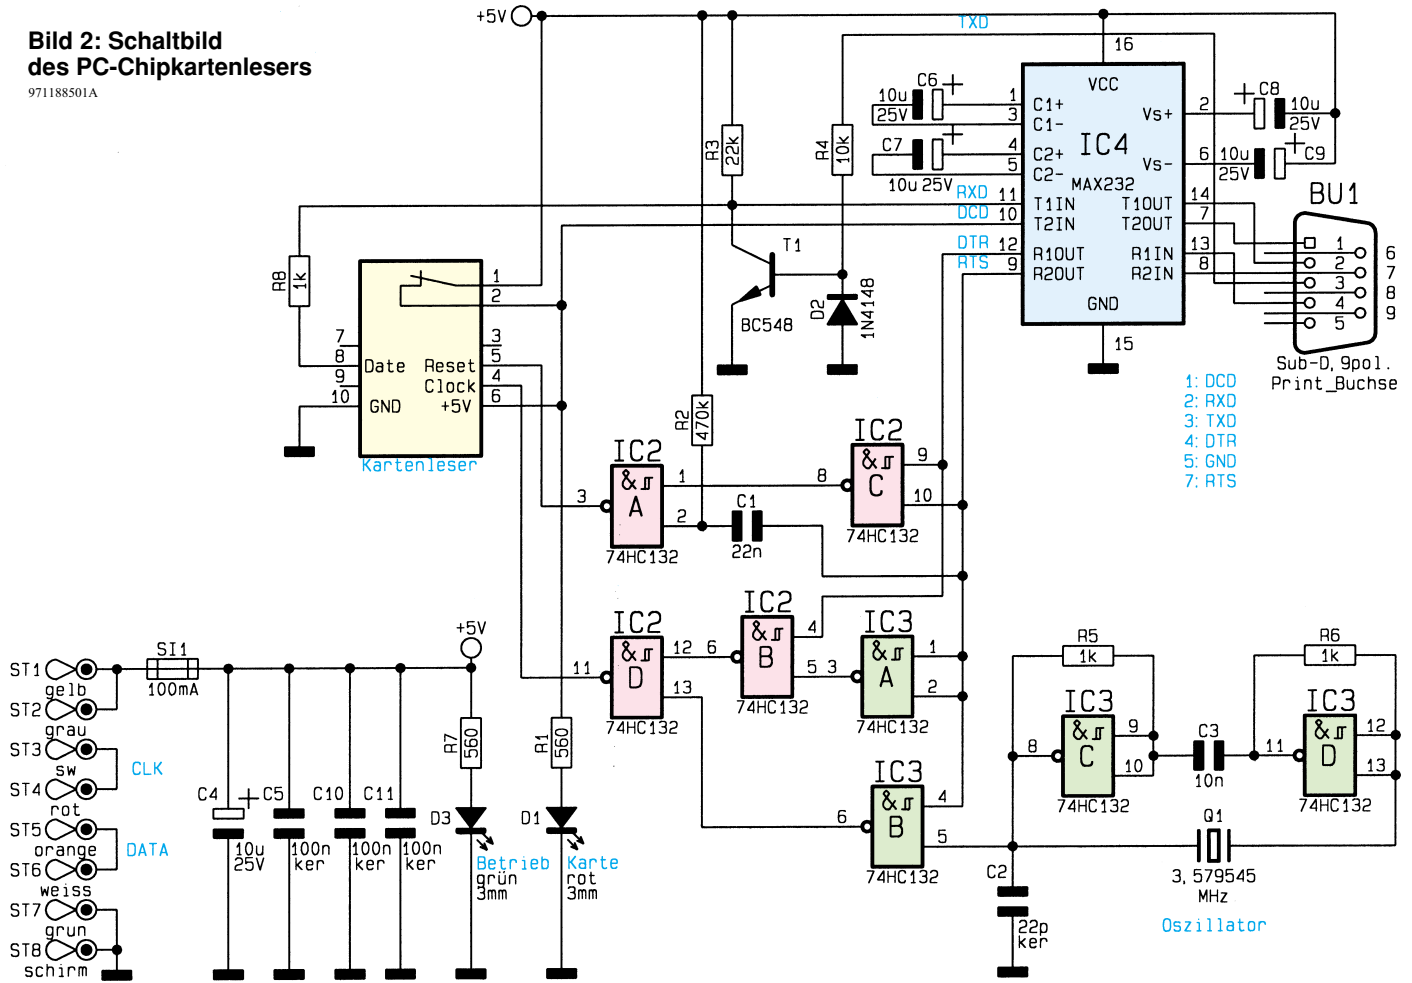 Bild 2: Schaltbild
des PC-Chipkartenlesers
971188501A
+5V
TXD
16
VCC
C6
10u
25V
1
3
C1+
C1-
Vs+
2
C8
10u
25V
IC4
C7
10u 25V
4
5
C2+
C2-
Vs-
6
10u
25V
C9
MAX232
R3
22k
R4
10k
RXD
11
T1IN
T1OUT
14
DCD
10
T2IN
T2OUT
7
DTR
12
R1OUT
R1IN
13
RTS
9
R2OUT
R2IN
8
GND
15
BU1
1
2
3
4
5
6
7
8
9
Sub-D, 9pol.
Print_Buchse
1: DCD
2: RXD
3: TXD
4: DTR
5: GND
7: RTS
T1
BC548
D2
1N4148
R8
1k
1
2
7
8
9
10
3
5
4
6
Date
Reset
Clock
GND
+5V
Kartenleser
R2
470k
IC2
&
A
3
1
2
74HC132
C1
22n
IC2
&
C
8
9
10
74HC132
IC2
&
D
11
12
13
74HC132
IC2
&
B
6
4
5
74HC132
IC3
&
A
3
1
2
74HC132
IC3
&
B
6
4
5
74HC132
R5
1k
IC3
&
C
8
9
10
74HC132
C3
10n
R6
1k
IC3
&
D
11
12
13
74HC132
Q1
3,579545
MHz
Oszillator
C2
22p
ker
ST1
gelb
ST2
grau
ST3
sw
ST4
rot
ST5
orange
ST6
weiss
ST7
grun
ST8
schirm
CLK
DATA
SI1
100mA
+5V
C4
10u
25V
C5
100n
ker
C10
100n
ker
C11
100n
ker
R7
560
D3
Betrieb
grün
3mm
R1
560
D1
Karte
rot
3mm